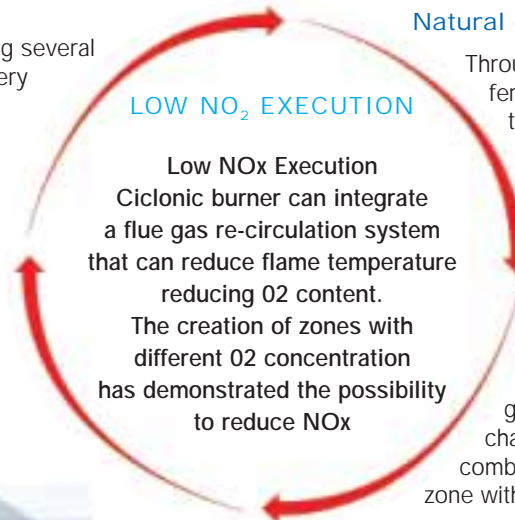 g several
ery
Natural
Throu
fer
t
LOW NO₂ EXECUTION
Low NOx Execution
Ciclonic burner can integrate
a flue gas re-circulation system
that can reduce flame temperature
reducing 02 content.
The creation of zones with
different 02 concentration
has demonstrated the possibility
to reduce NOx
g
cha
comb
zone with